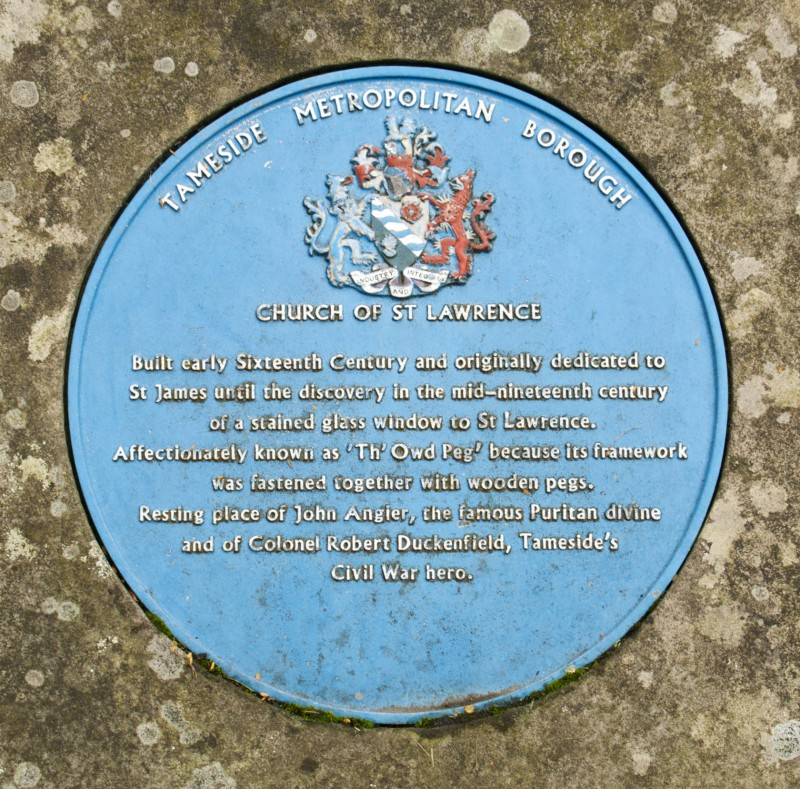 TAMESIDE METROPOLITAN BOROUGH
INDUSTRY AND INTEGRITY
CHURCH OF ST LAWRENCE
Built early Sixteenth Century and originally dedicated to
St James until the discovery in the mid-nineteenth century
of a stained glass window to St Lawrence.
Affectionately known as 'Th' Owd Peg' because its framework
was fastened together with wooden pegs.
Resting place of John Angier, the famous Puritan divine
and of Colonel Robert Duckenfield, Tameside's
Civil War hero.